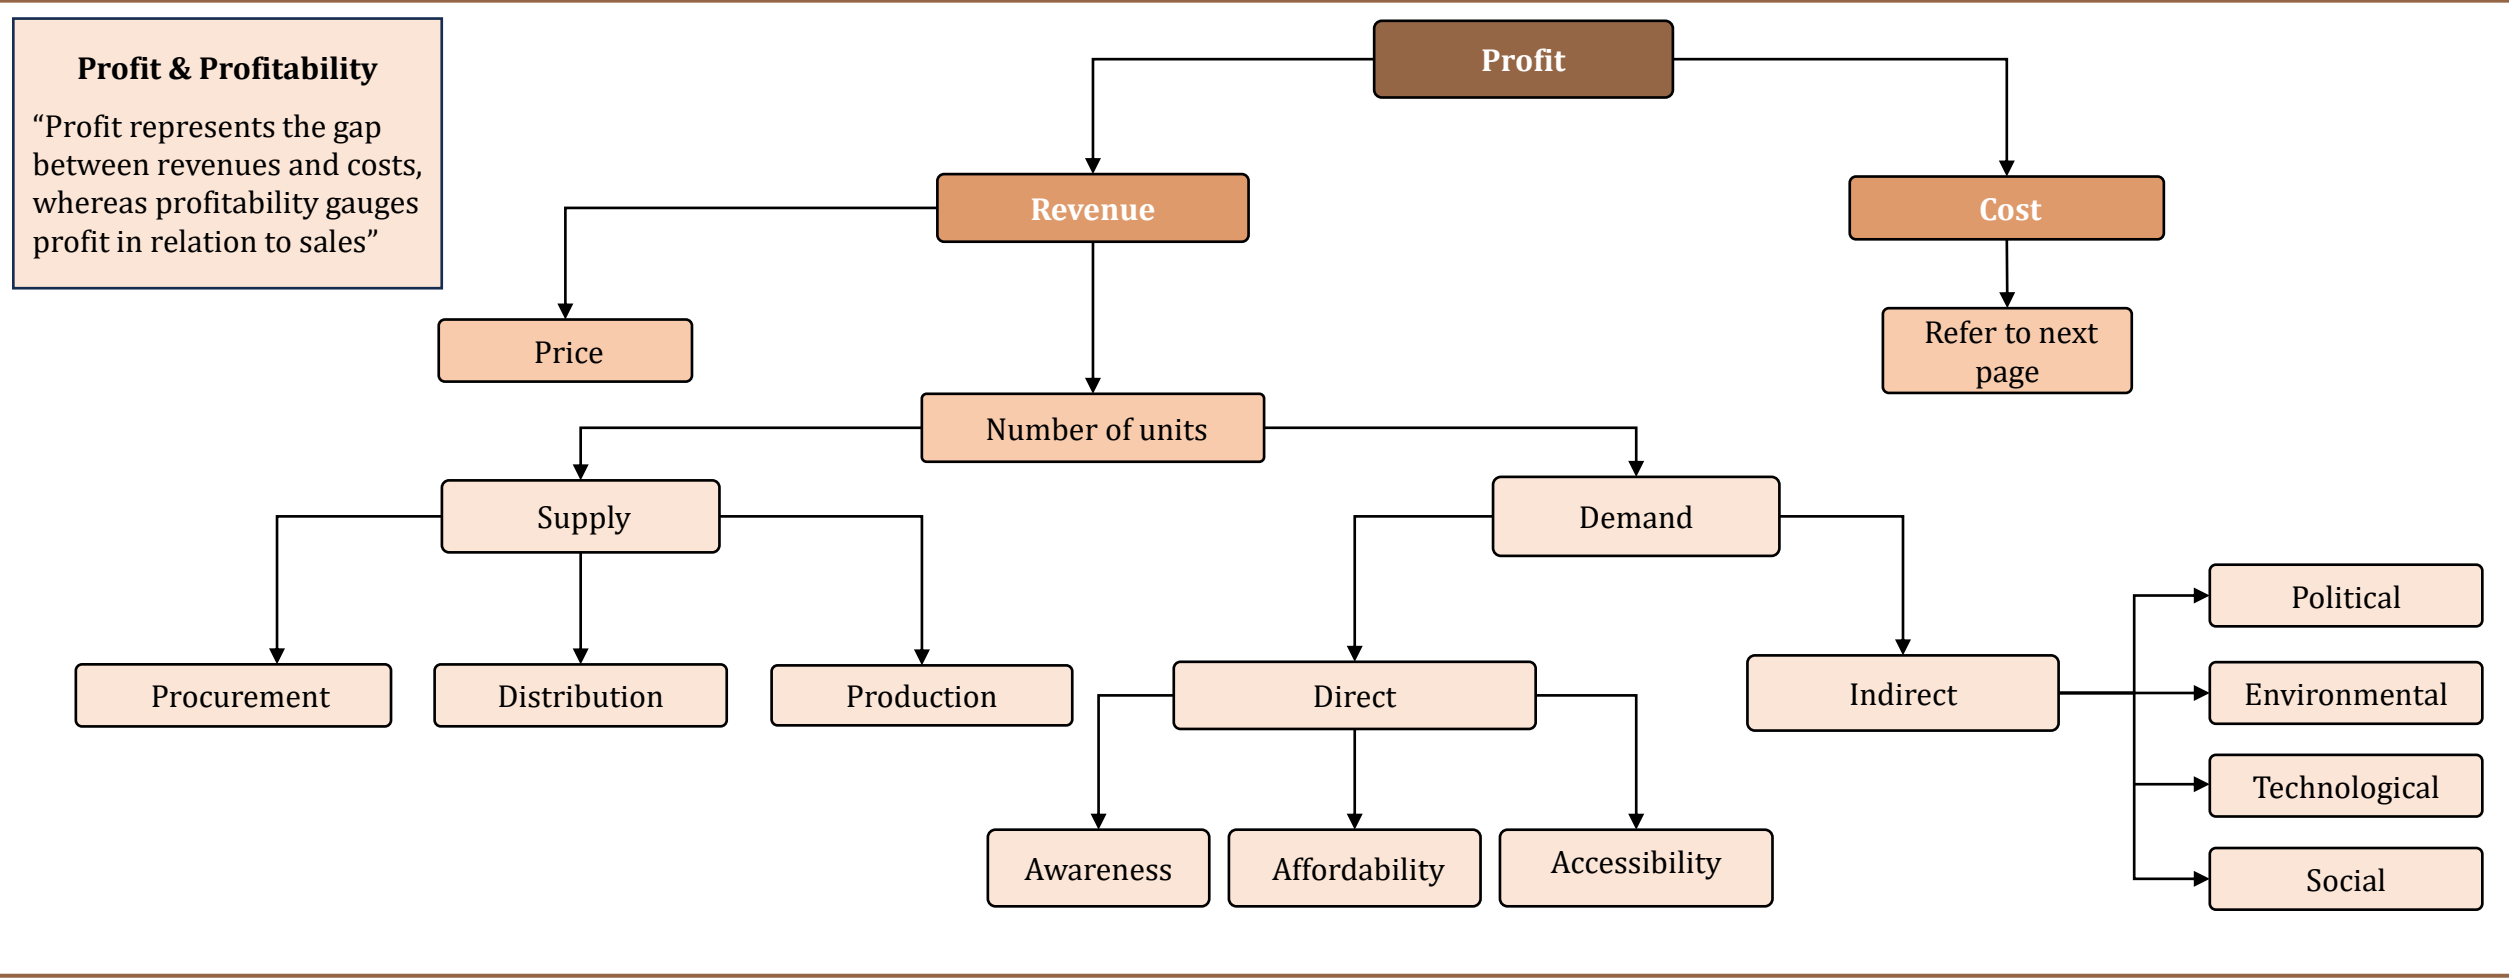 Profit & Profitability
“Profit represents the gap
between revenues and costs,
whereas profitability gauges
profit in relation to sales”
Profit
Revenue
Cost
Price
Refer to next
page
Number of units
Supply
Demand
Procurement
Distribution
Production
Direct
Indirect
Political
Environmental
Technological
Social
Awareness
Affordability
Accessibility